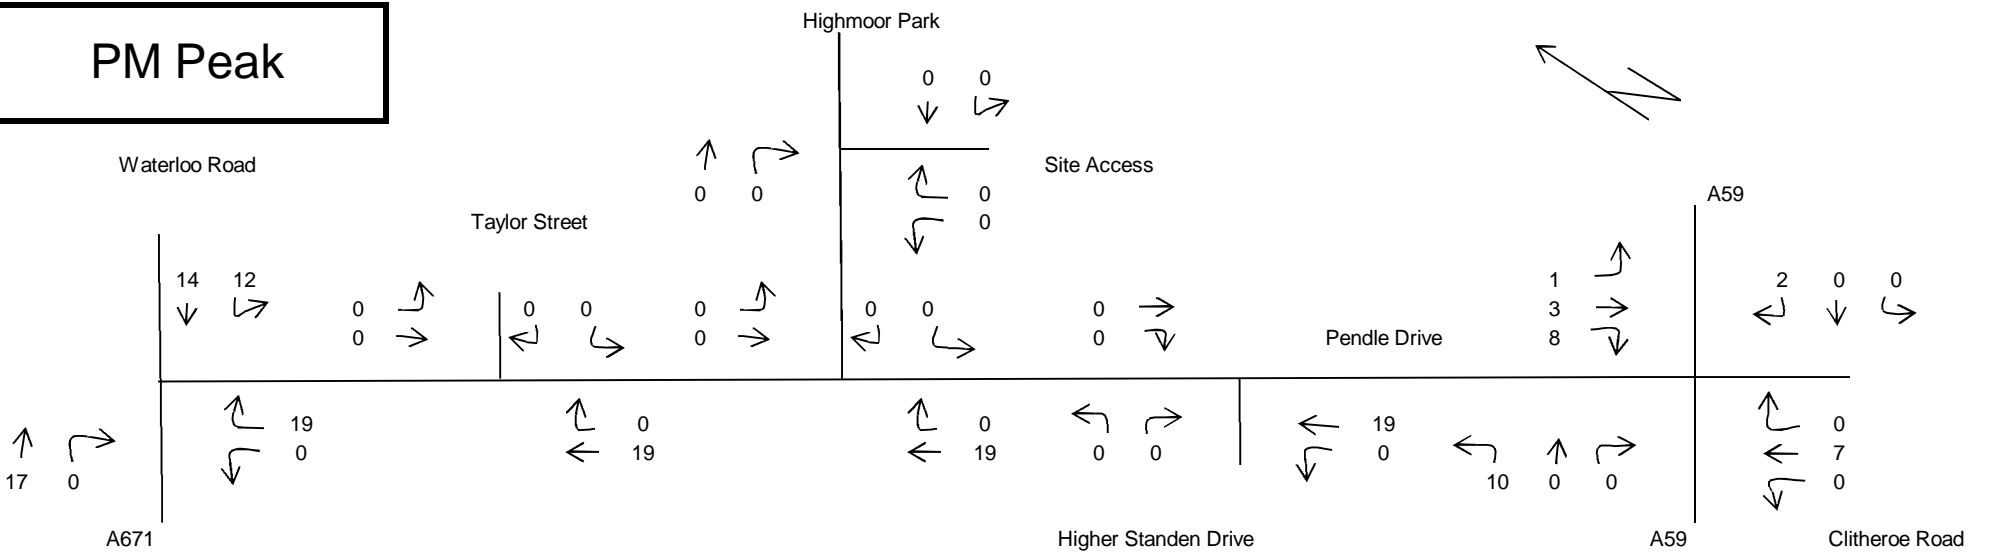 Highmoor Park
PM Peak
0 0
Waterloo Road
Site Access
0 0
0
A59
Taylor Street
0
14 12
1
2 0 0
0
0 0
0
0 0
0
3
0
0
0
Pendle Drive
8
19
0
0
19
0
0
19
19
0 0
0
7
17 0
10 0 0
0
A671
Higher Standen Drive
A59
Clitheroe Road